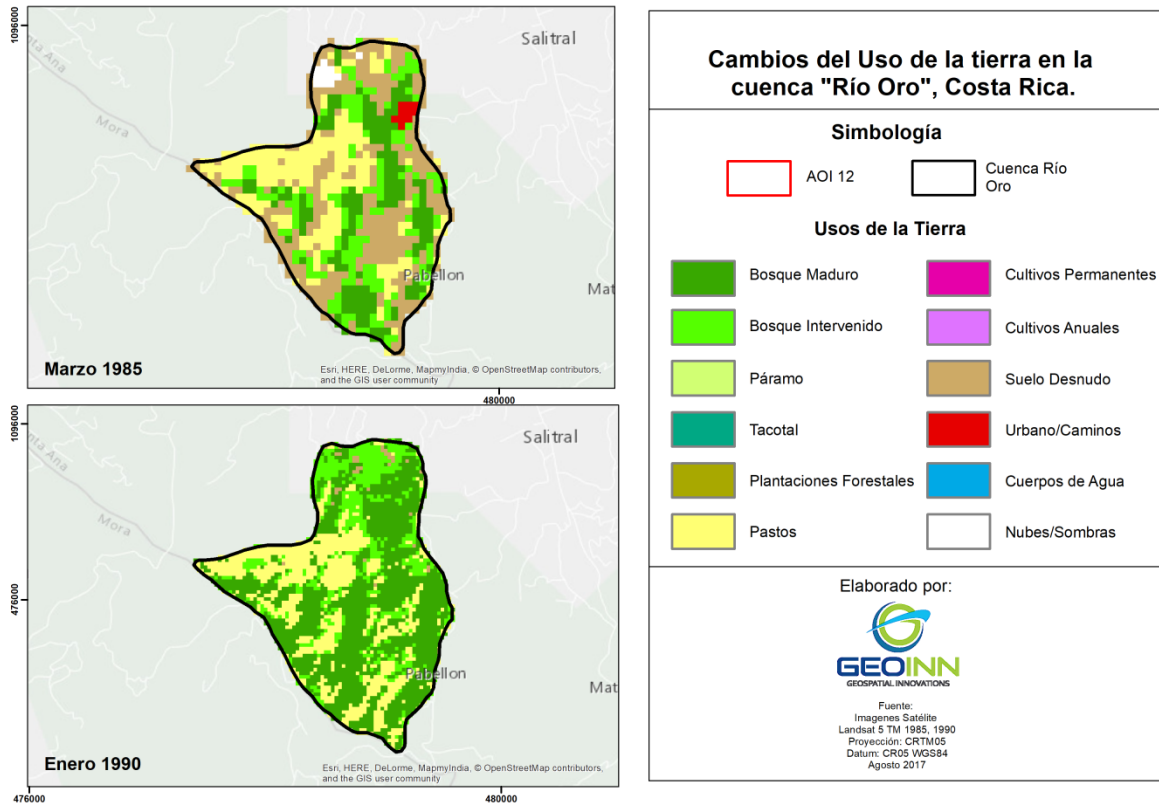 1096000
Salitral
nta Ana
Mora
Pabellon
Mat
Marzo 1985
Esri, HERE, DeLorme, MapmyIndia, © OpenStreetMap contributors,
and the GIS user community
480000
1096000
Salitral
nta Ana
Mora
476000
Pabellon
Mat
Enero 1990
Esri, HERE, DeLorme, MapmyIndia, © OpenStreetMap contributors,
and the GIS user community
476000
480000
Cambios del Uso de la tierra en la
cuenca "Río Oro", Costa Rica.
Simbología
AOI 12
Cuenca Río
Oro
Usos de la Tierra
Bosque Maduro
Cultivos Permanentes
Bosque Intervenido
Cultivos Anuales
Páramo
Suelo Desnudo
Tacotal
Urbano/Caminos
Plantaciones Forestales
Cuerpos de Agua
Pastos
Nubes/Sombras
Elaborado por:
GEOINN
GEOSPATIAL INNOVATIONS
Fuente:
Imagenes Satélite
Landsat 5 TM 1985, 1990
Proyección: CRTM05
Datum: CR05 WGS84
Agosto 2017